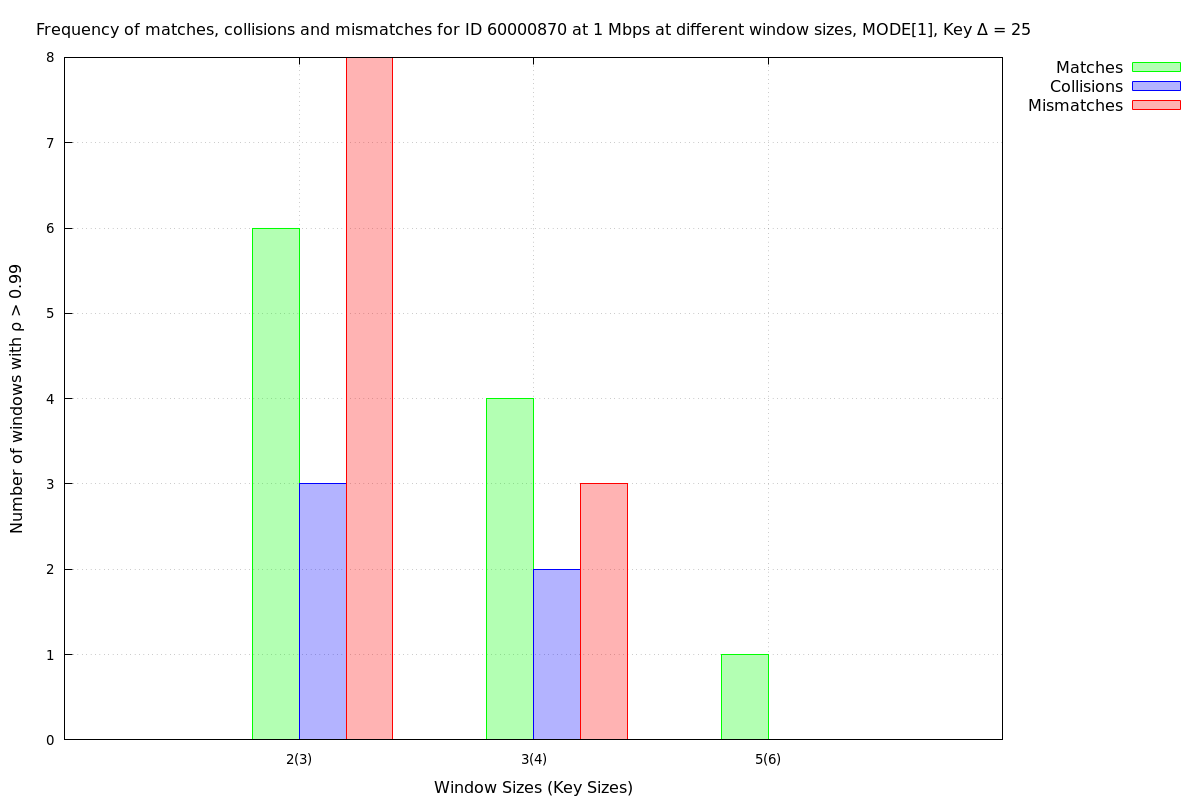 Frequency of matches, collisions and mismatches for ID 60000870 at 1 Mbps at different window sizes, MODE[1], Key Δ = 25
Matches
Collisions
Mismatches
Number of windows with ρ > 0.99
8
7
6
5
4
3
2
1
0
2(3)
3(4)
5(6)
Window Sizes (Key Sizes)